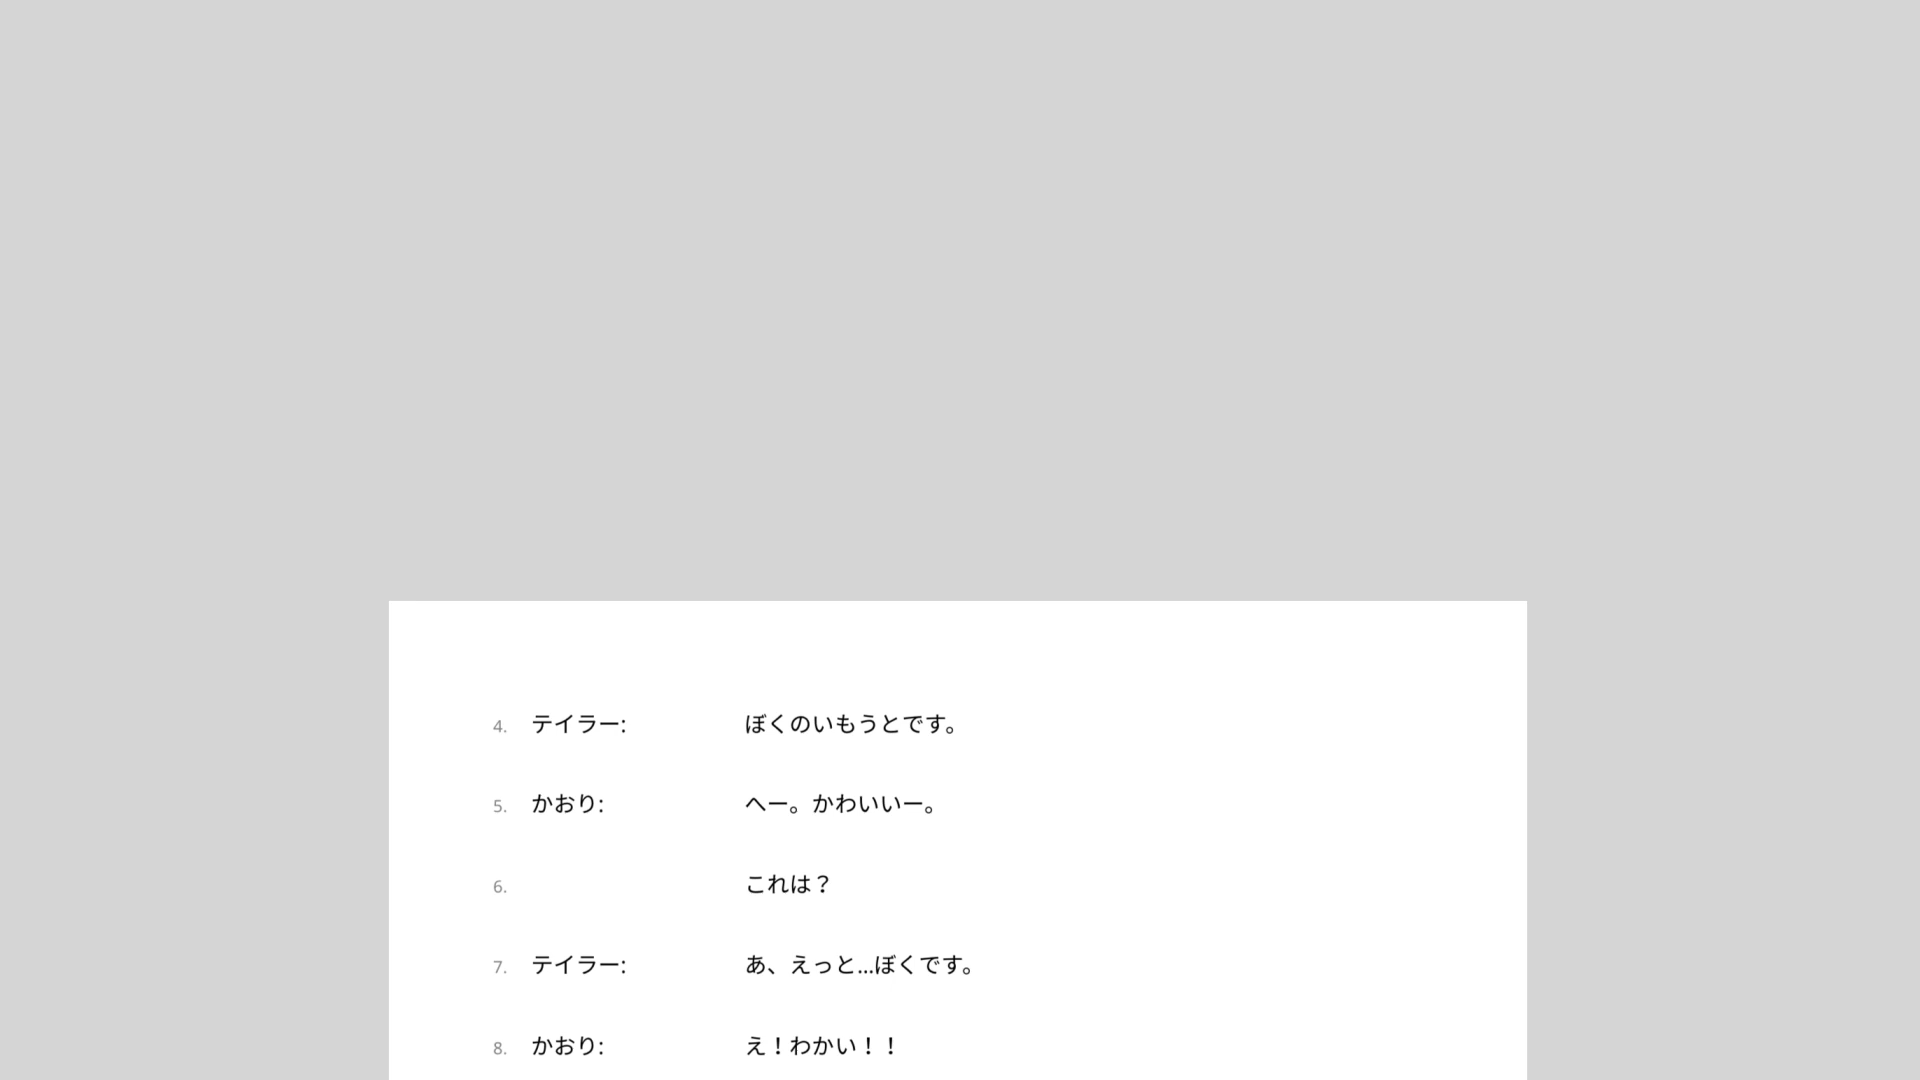 4. テイラー: ぼくのいもうとです。
5. かおり: へー。かわいいー。
6. これは？
7. テイラー: あ、えっと...ぼくです。
8. かおり: え！わかい！！